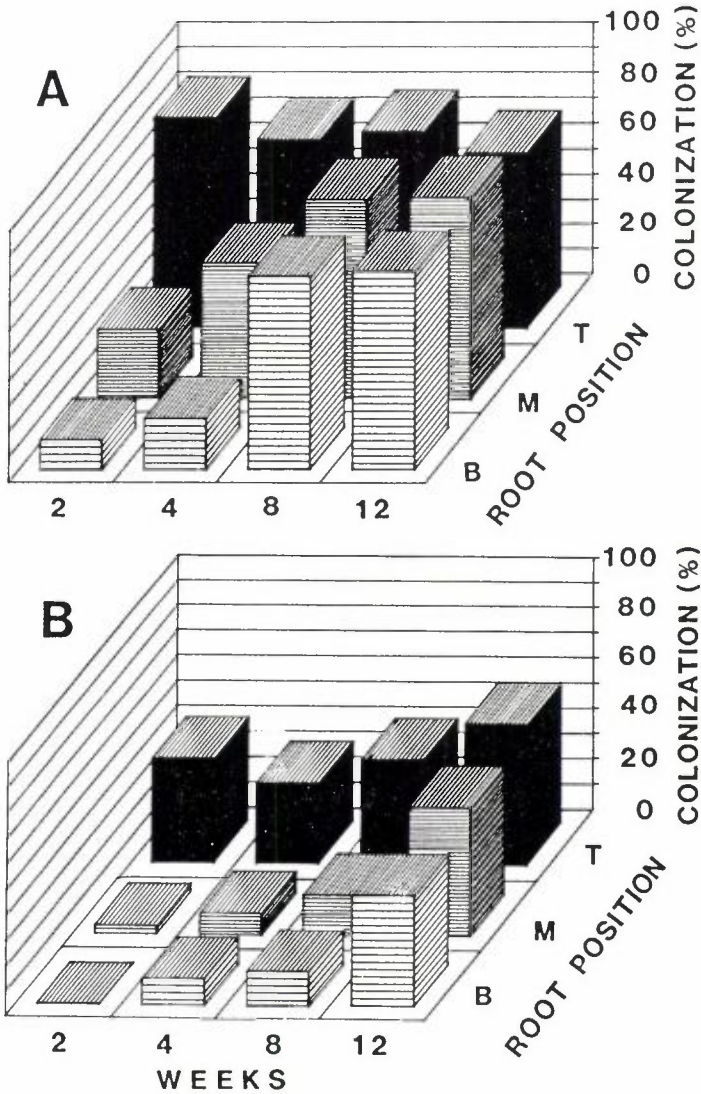 A
100
80
60
40
20
0
COLONIZATION (%)
T
M
B
ROOT POSITION
2 4 8 12
B
100
80
60
40
20
0
COLONIZATION (%)
T
M
B
ROOT POSITION
2 4 8 12
WEEKS